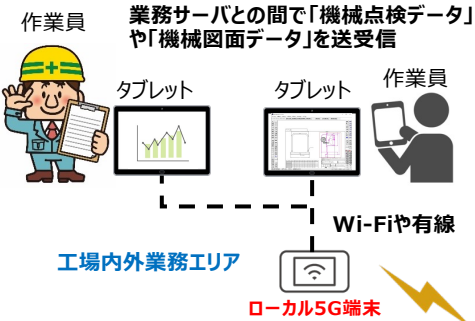 作業員
業務サーバとの間で「機械点検データ」
や「機械図面データ」を送受信
タブレット
タブレット
作業員
Wi-Fiや有線
工場内外業務エリア
ローカル5G端末